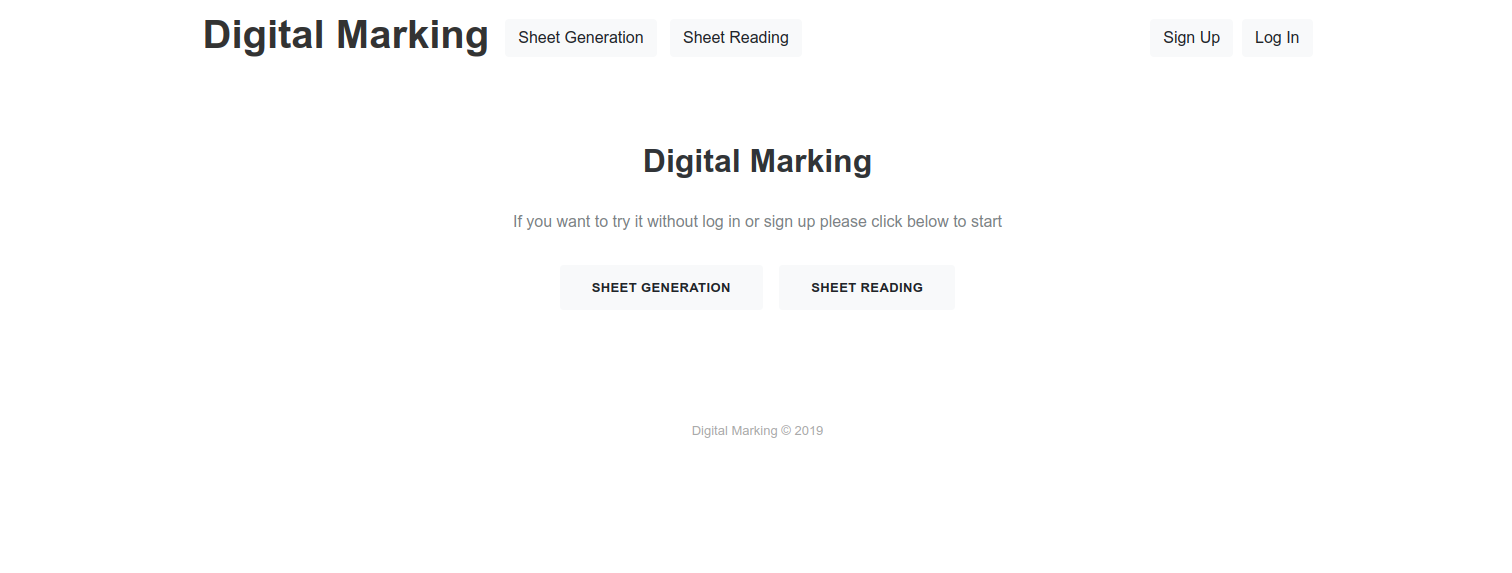 Digital Marking Sheet Generation Sheet Reading Sign Up Log In
Digital Marking
If you want to try it without log in or sign up please click below to start
SHEET GENERATION SHEET READING
Digital Marking © 2019